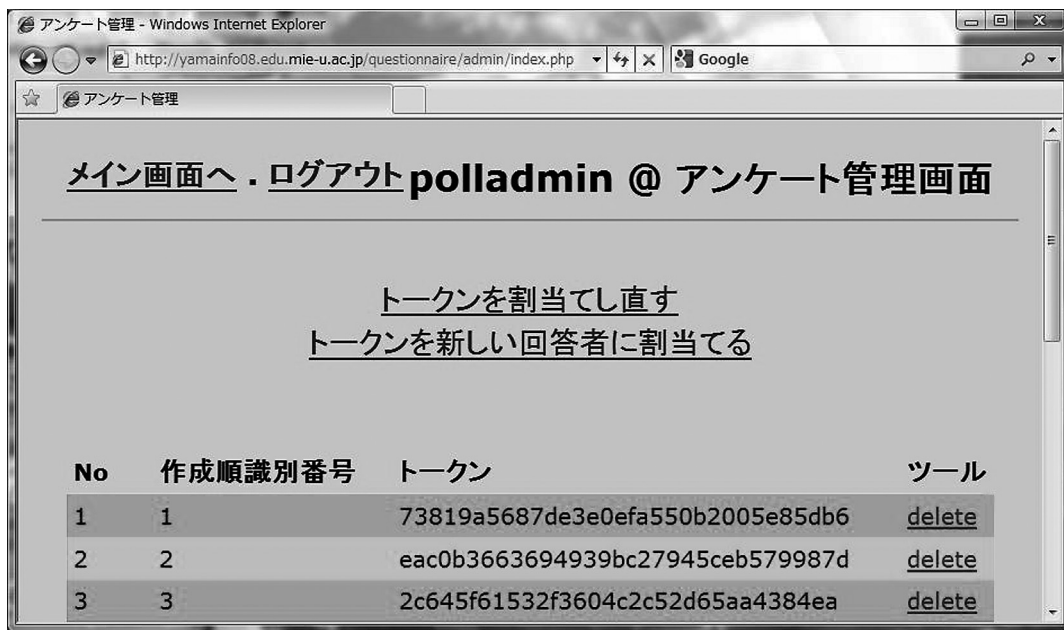 アンケート管理 - Windows Internet Explorer
http://yamainfo08.edu.mie-u.ac.jp/questionnaire/admin/index.php
Google
アンケート管理
メイン画面へ . ログアウト polladmin @ アンケート管理画面
トークンを割当てし直す
トークンを新しい回答者に割当てる
No 作成順識別番号 トークン ツール
1 1 73819a5687de3e0efa550b2005e85db6 delete
2 2 eac0b3663694939bc27945ceb579987d delete
3 3 2c645f61532f3604c2c52d65aa4384ea delete